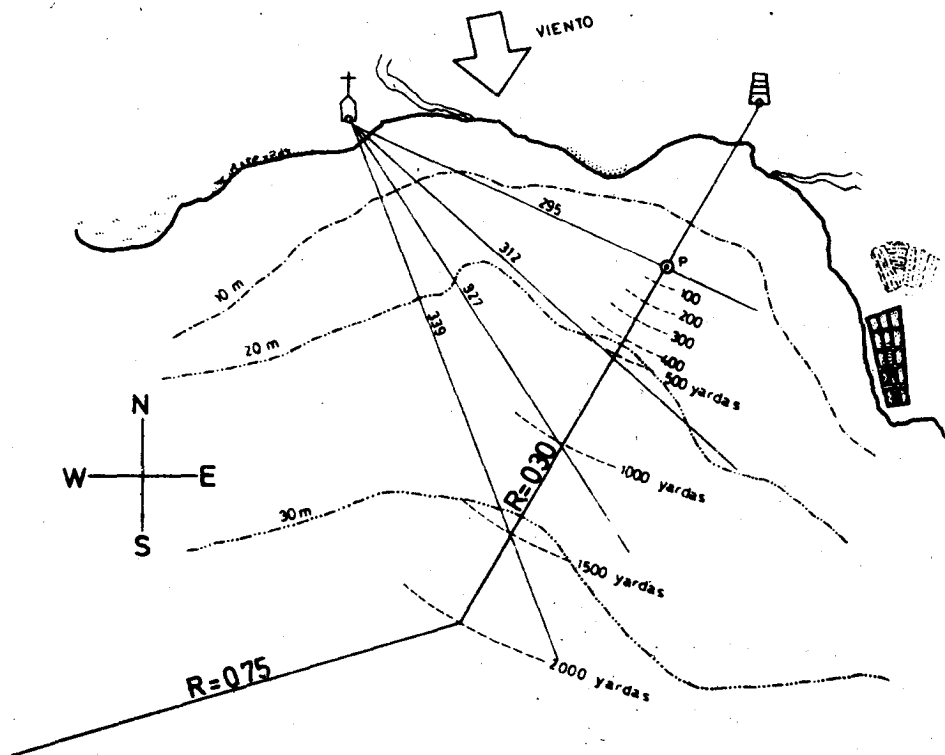 VIENTO
295
312
327
339
P
100
200
300
400
500 yardas
10 m
20 m
N
W
E
S
R=030
1000 yardas
30 m
1500 yardas
R=075
2000 yardas